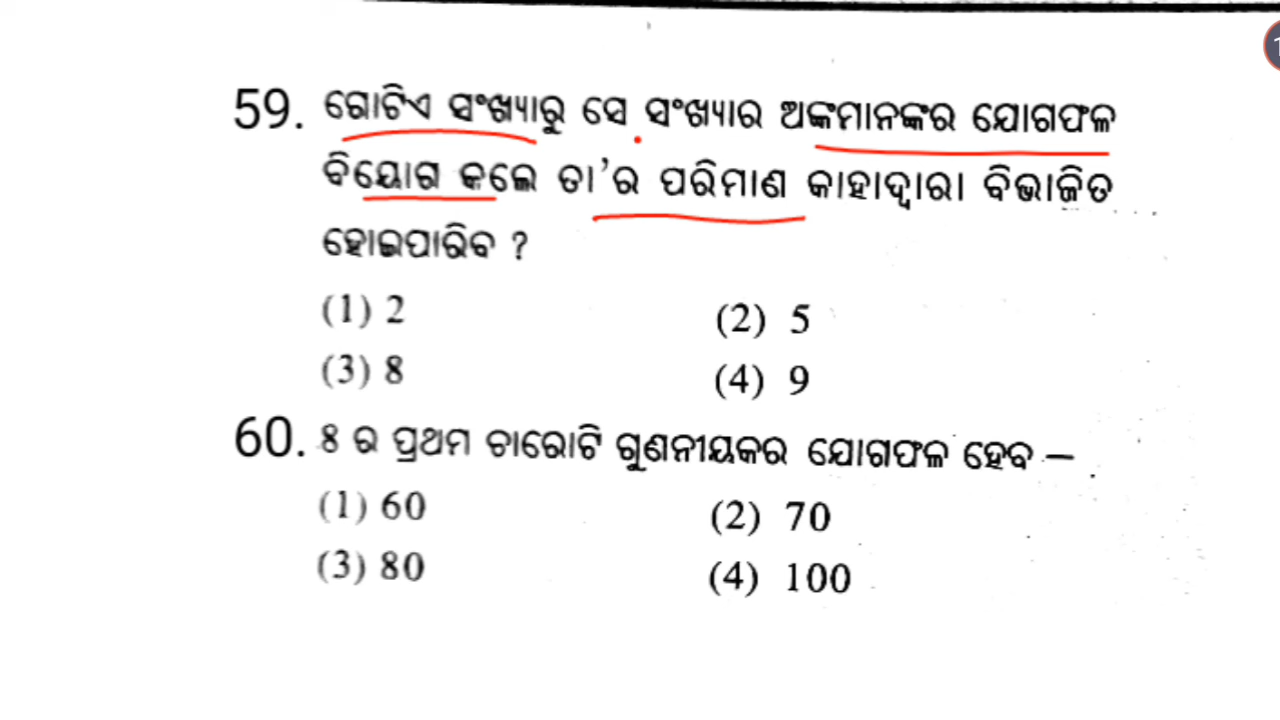 59. ଗୋଟିଏ ସଂଖ୍ୟାରୁ ସେ ସଂଖ୍ୟାର ଅଙ୍କମାନଙ୍କର ଯୋଗଫଳ
ବିୟୋଗ କଲେ ତା'ର ପରିମାଣ କାହାଦ୍ୱାରା ବିଭାଜିତ
ହୋଇପାରିବ ?
(1) 2 (2) 5
(3) 8 (4) 9
60. ୫ ର ପ୍ରଥମ ଚାରୋଟି ଗୁଣନୀୟକର ଯୋଗଫଳ ହେବ –
(1) 60 (2) 70
(3) 80 (4) 100